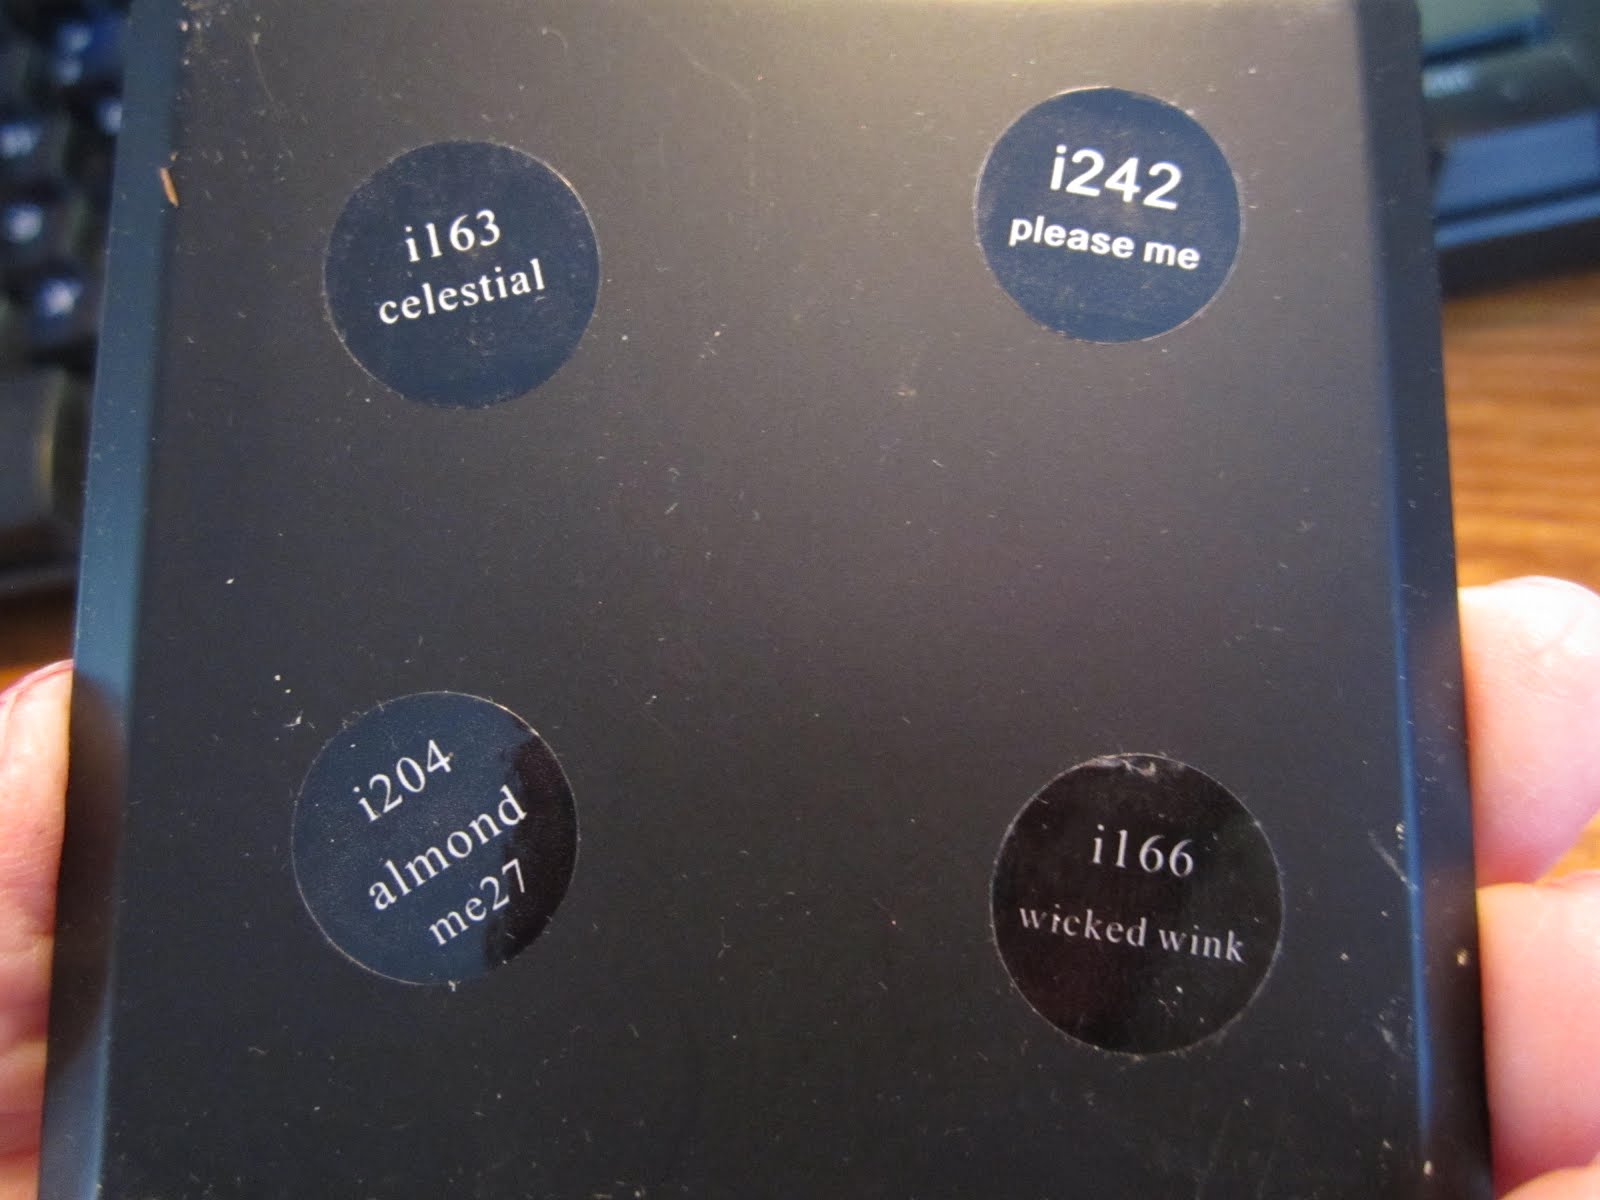 i163
celestial
i242
please me
i204
almond
me27
i166
wicked wink